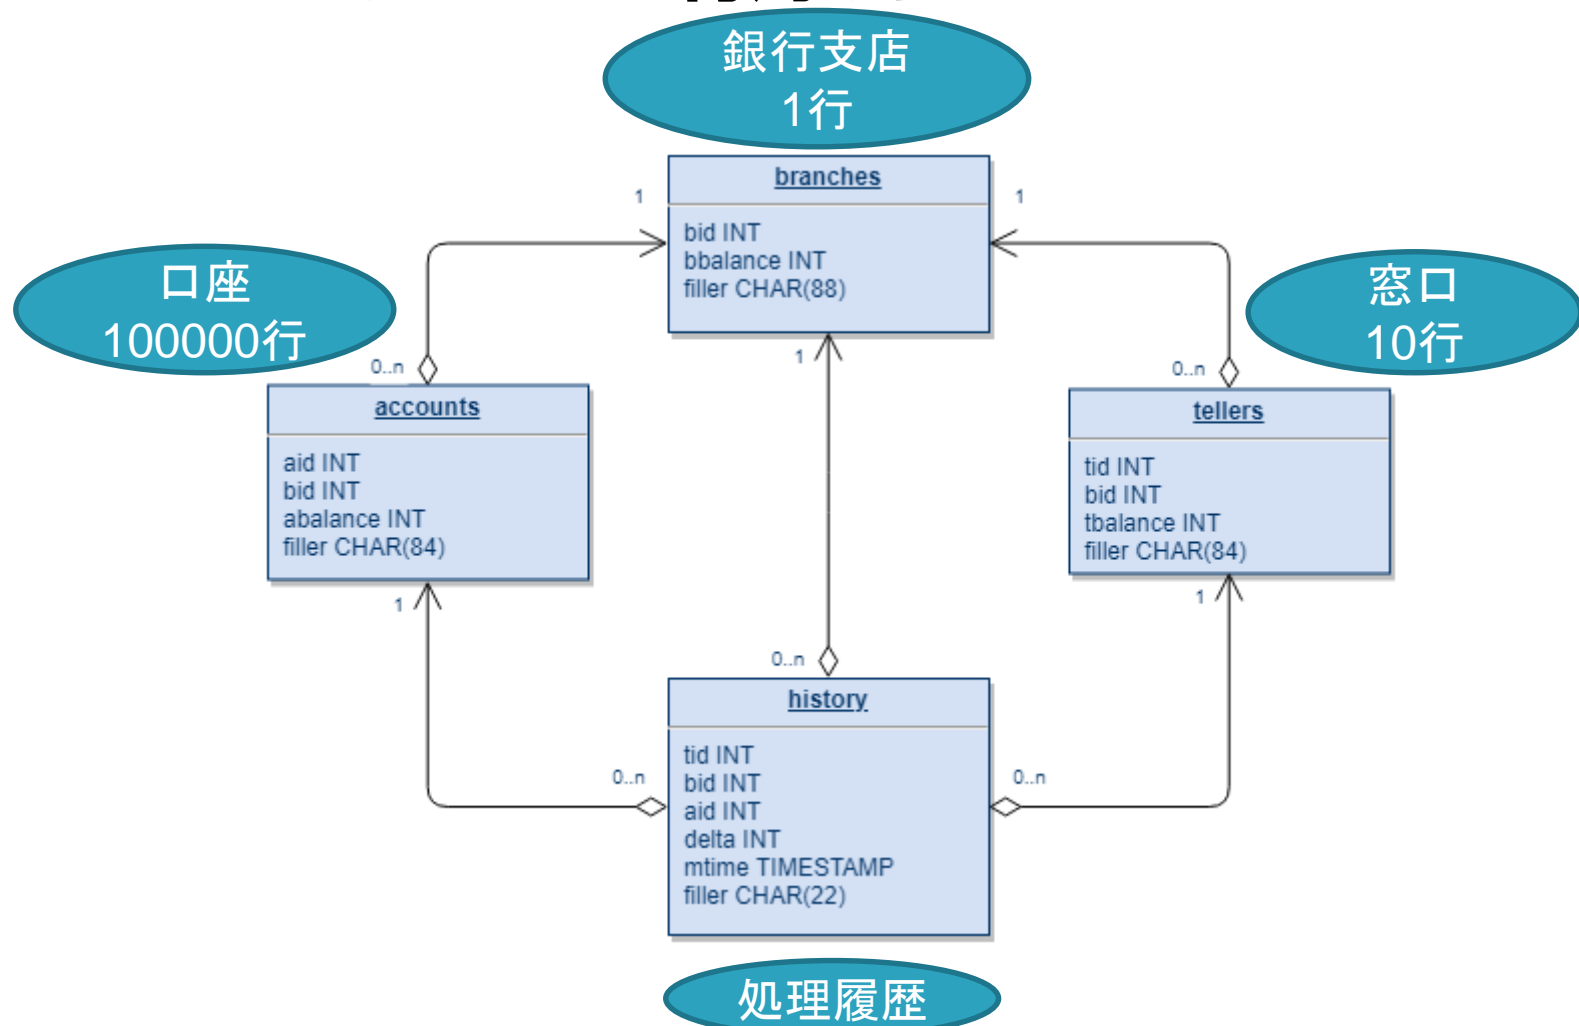 銀行支店
1行
branches
bid INT
bbalance INT
filler CHAR(88)
1
1
1
口座
100000行
0..n
accounts
aid INT
bid INT
abalance INT
filler CHAR(84)
1
窓口
10行
0..n
tellers
tid INT
bid INT
tbalance INT
filler CHAR(84)
1
0..n
history
tid INT
bid INT
aid INT
delta INT
mtime TIMESTAMP
filler CHAR(22)
0..n
0..n
処理履歴